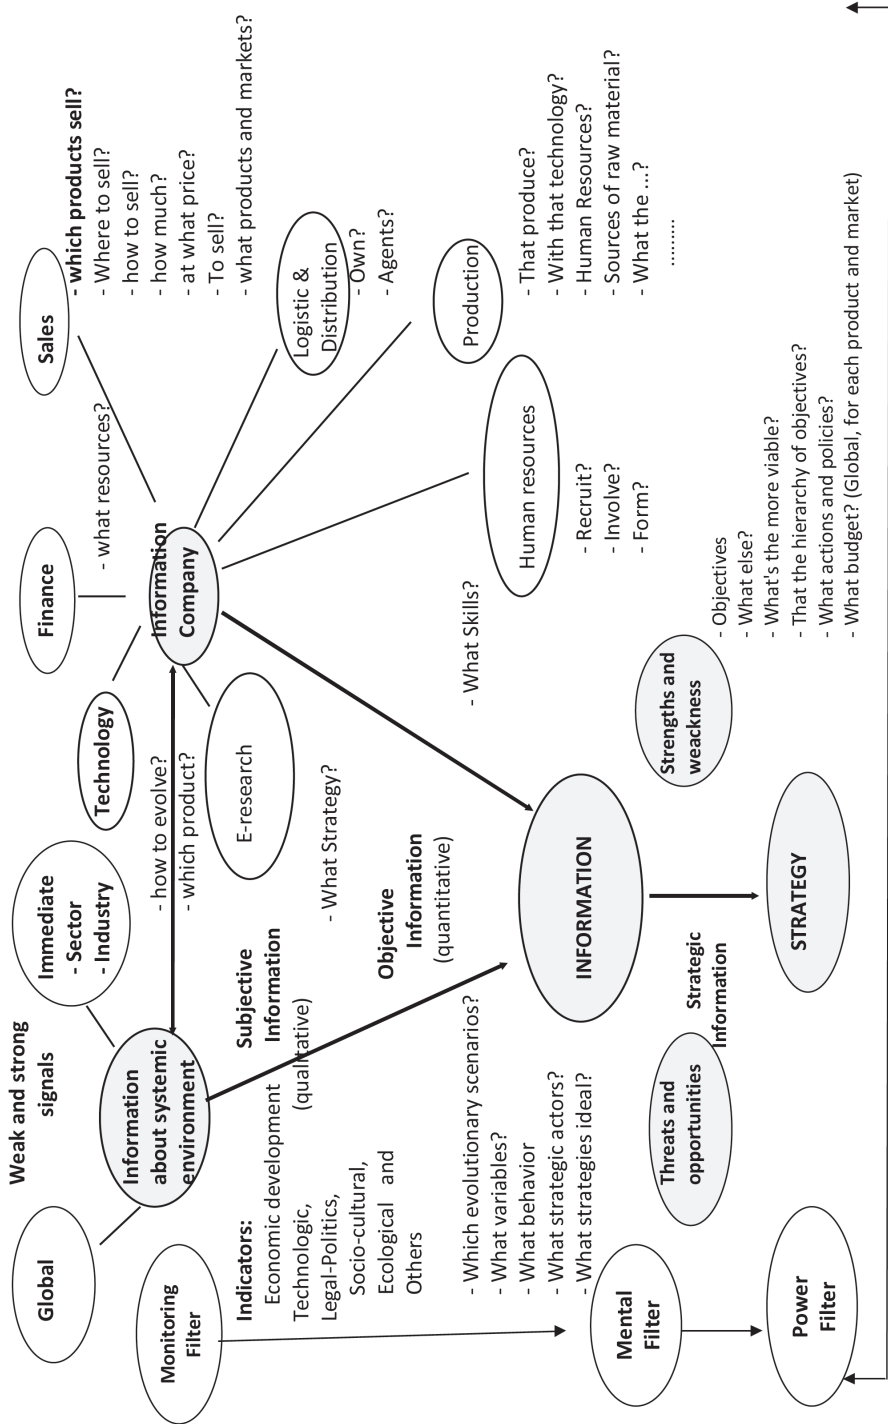 Weak and strong
signals
Global
Immediate
- Sector
- Industry
Technology
Finance
Sales
- what resources?
- which products sell?
- Where to sell?
- how to sell?
- how much?
- at what price?
- To sell?
- what products and markets?
Monitoring
Filter
Information
about systemic
environment
- how to evolve?
- which product?
Information
Company
E-research
Logistic &
Distribution
- Own?
- Agents?
Indicators:
Economic development
Technologic,
Legal-Politics,
Socio-cultural,
Ecological and
Others
Subjective
Information
(qualitative)
- What Strategy?
Objective
Information
(quantitative)
- What Skills?
Human resources
- Recruit?
- Involve?
- Form?
Production
- That produce?
- With that technology?
- Human Resources?
- Sources of raw material?
- What the ...?
..........
- Which evolutionary scenarios?
- What variables?
- What behavior
- What strategic actors?
- What strategies ideal?
INFORMATION
Mental
Filter
Threats and
opportunities
Strategic
Information
Strengths and
weackness
- Objectives
- What else?
- What's the more viable?
- That the hierarchy of objectives?
- What actions and policies?
- What budget? (Global, for each product and market)
Power
Filter
STRATEGY